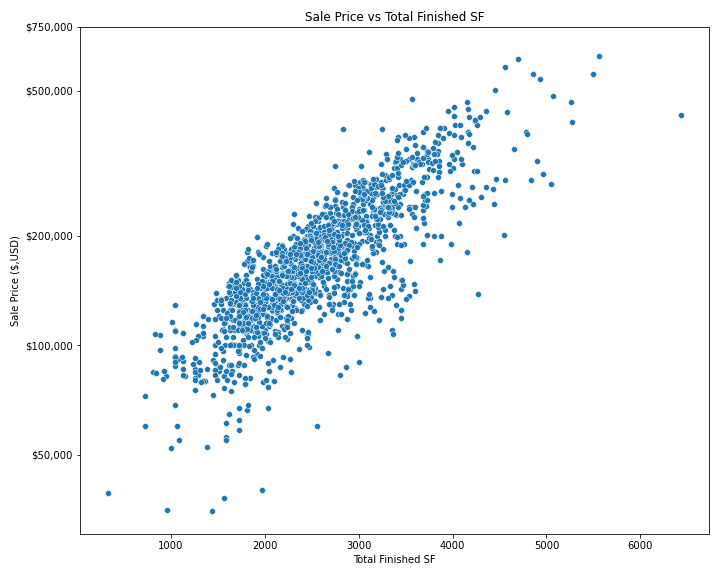 Sale Price vs Total Finished SF
$750,000
$500,000
$200,000
$100,000
$50,000
Sale Price ($,USD)
1000 2000 3000 4000 5000 6000
Total Finished SF